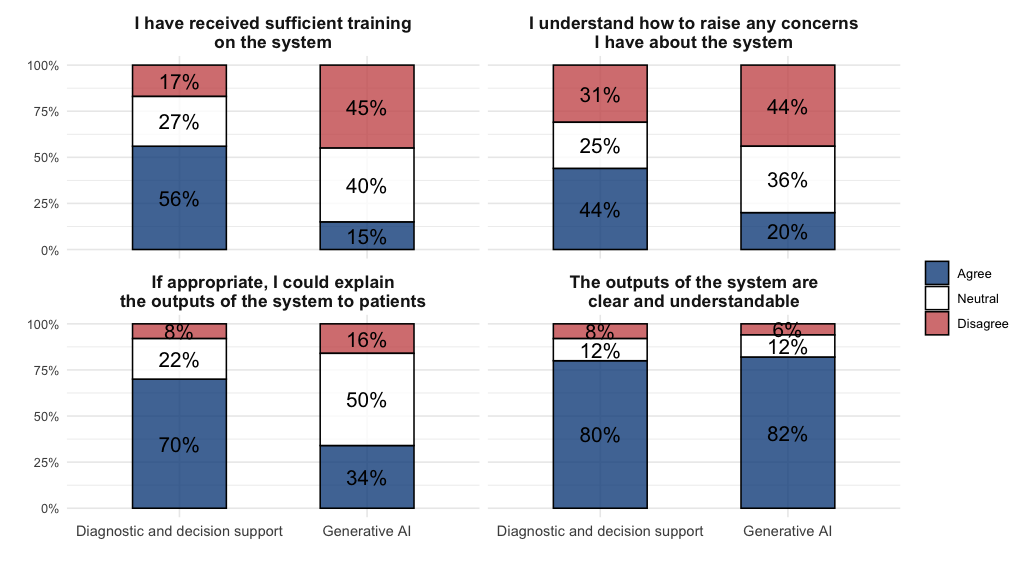 I have received sufficient training
on the system
I understand how to raise any concerns
I have about the system
100%
75%
50%
25%
0%
17%
27%
56%
45%
40%
15%
31%
25%
44%
44%
36%
20%
If appropriate, I could explain
the outputs of the system to patients
The outputs of the system are
clear and understandable
100%
75%
50%
25%
0%
8%
22%
70%
16%
50%
34%
8%
12%
80%
6%
12%
82%
Diagnostic and decision support
Generative AI
Diagnostic and decision support
Generative AI
Agree
Neutral
Disagree